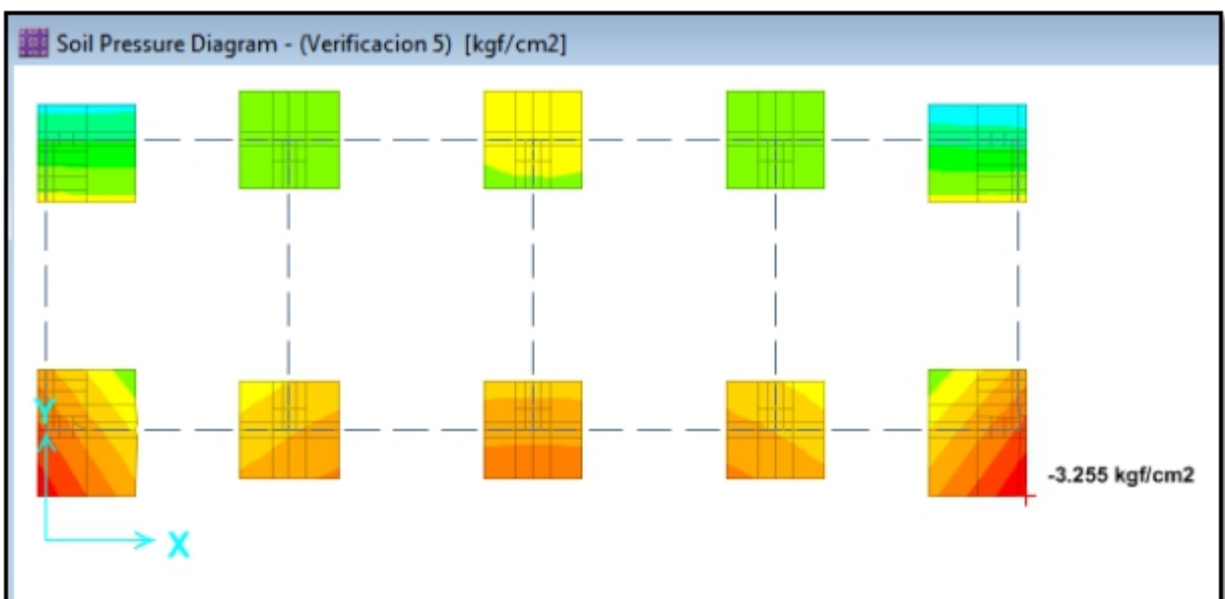 Soil Pressure Diagram - (Verificacion 5) [kgf/cm2]
Y
-3.255 kgf/cm2
X